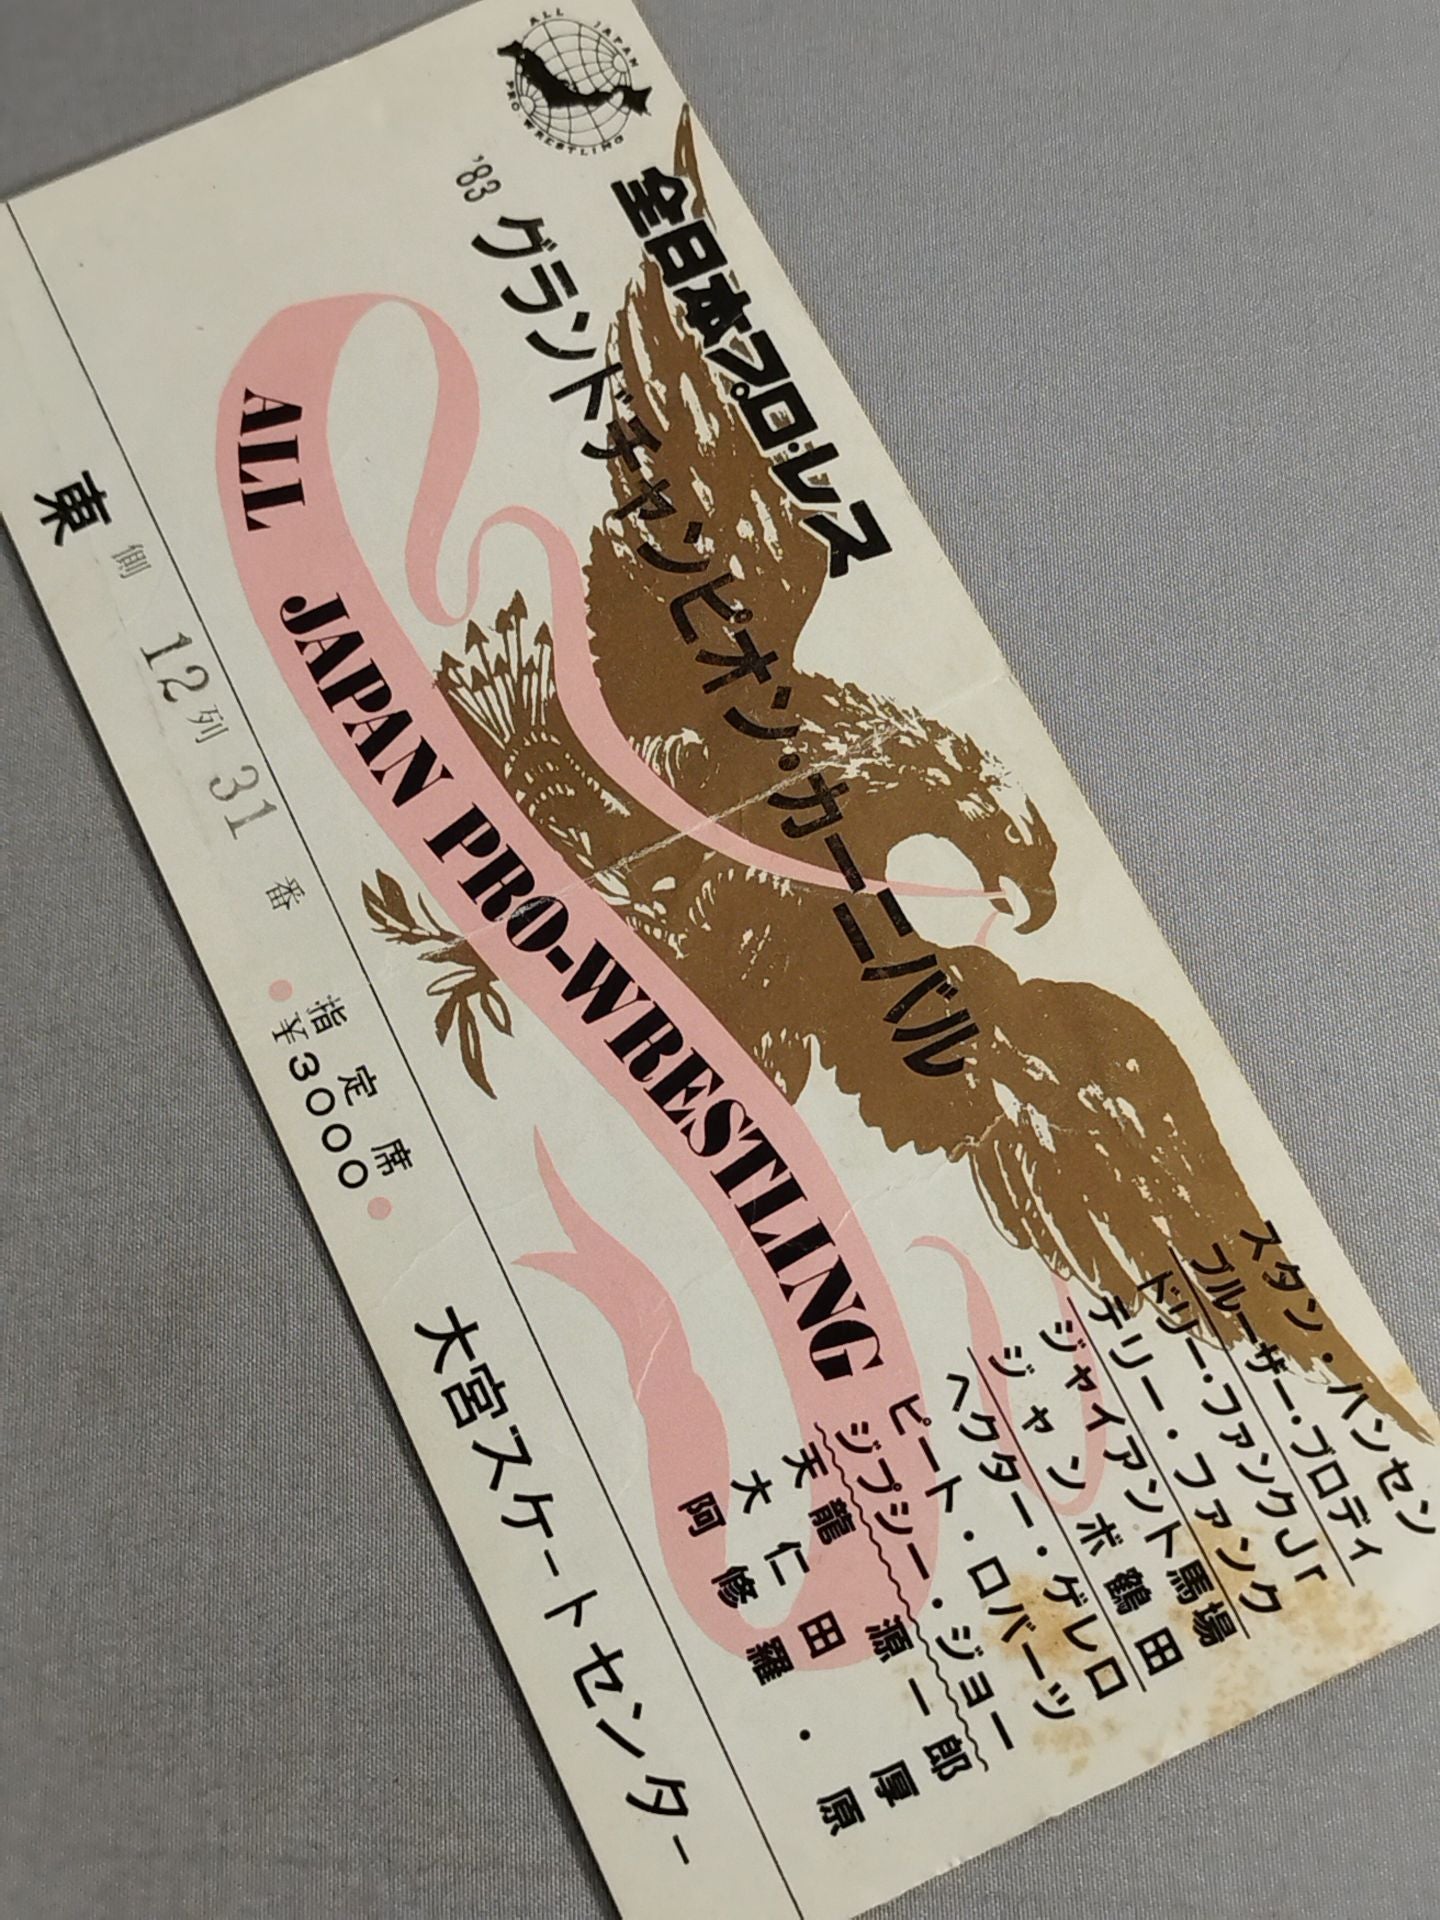 ALL JAPAN
PRO WRESTLING
全日本プロ・レス
'83 グランドチャンピオン・カーニバル
ALL JAPAN PRO-WRESTLING
スタン・ハンセン
ブルーザー・ブロディ
ドリー・ファンクJr
テリー・ファンク
ジャイアント馬場
ジャンボ鶴田
ヘクター・ゲレロ
ピート・ロバーツ
ジプシー・ジョー
天龍源一郎
大仁田厚
阿修羅・原
大宮スケートセンター
東側 12列 31番
指定席
¥3000